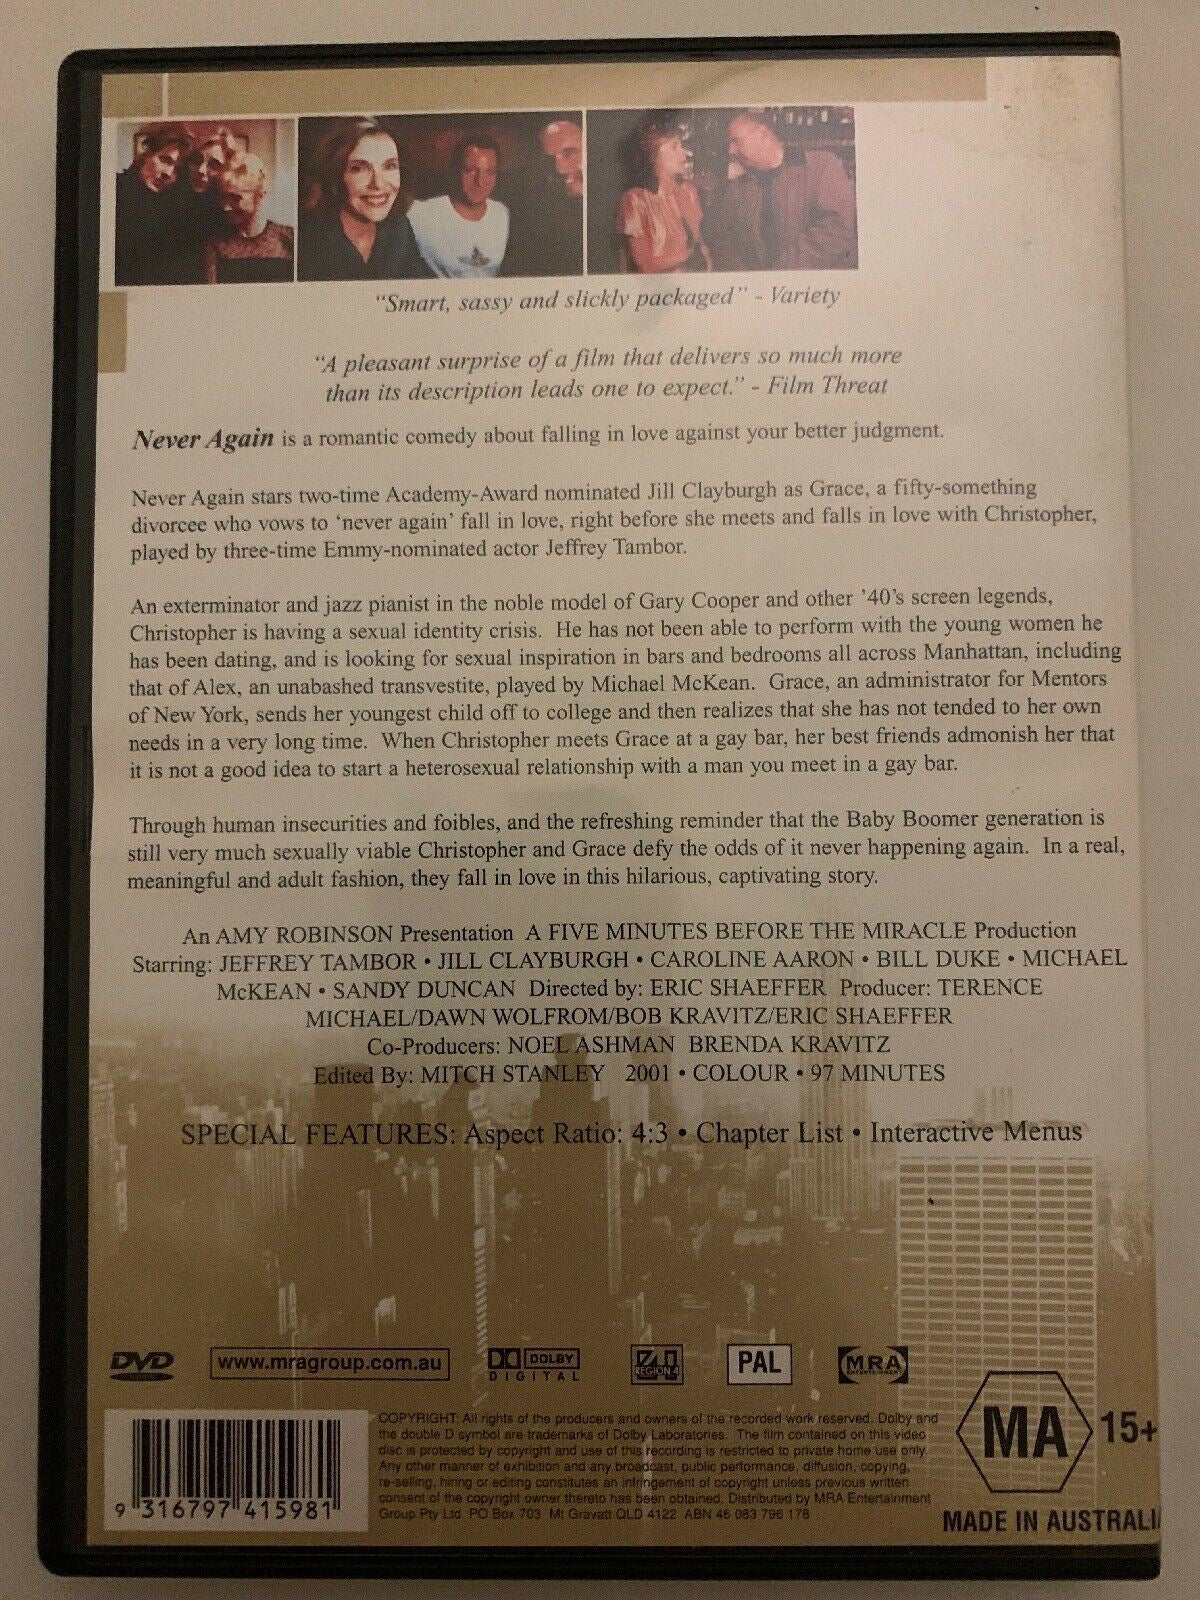 "Smart, sassy and slickly packaged" - Variety
"A pleasant surprise of a film that delivers so much more
than its description leads one to expect." - Film Threat
Never Again is a romantic comedy about falling in love against your better judgment.
Never Again stars two-time Academy-Award nominated Jill Clayburgh as Grace, a fifty-something
divorcee who vows to 'never again' fall in love, right before she meets and falls in love with Christopher,
played by three-time Emmy-nominated actor Jeffrey Tambor.
An exterminator and jazz pianist in the noble model of Gary Cooper and other '40's screen legends,
Christopher is having a sexual identity crisis. He has not been able to perform with the young women he
has been dating, and is looking for sexual inspiration in bars and bedrooms all across Manhattan, including
that of Alex, an unabashed transvestite, played by Michael McKean. Grace, an administrator for Mentors
of New York, sends her youngest child off to college and then realizes that she has not tended to her own
needs in a very long time. When Christopher meets Grace at a gay bar, her best friends admonish her that
it is not a good idea to start a heterosexual relationship with a man you meet in a gay bar.
Through human insecurities and foibles, and the refreshing reminder that the Baby Boomer generation is
still very much sexually viable Christopher and Grace defy the odds of it never happening again. In a real,
meaningful and adult fashion, they fall in love in this hilarious, captivating story.
An AMY ROBINSON Presentation A FIVE MINUTES BEFORE THE MIRACLE Production
Starring: JEFFREY TAMBOR • JILL CLAYBURGH • CAROLINE AARON • BILL DUKE • MICHAEL
McKEAN • SANDY DUNCAN Directed by: ERIC SHAEFFER Producer: TERENCE
MICHAEL/DAWN WOLFROM/BOB KRAVITZ/ERIC SHAEFFER
Co-Producers: NOEL ASHMAN BRENDA KRAVITZ
Edited By: MITCH STANLEY 2001 • COLOUR • 97 MINUTES
SPECIAL FEATURES: Aspect Ratio: 4:3 • Chapter List • Interactive Menus
DVD www.mragroup.com.au DOLBY DIGITAL 4 REGION 4 PAL MRA ENTERTAINMENT
COPYRIGHT: All rights of the producers and owners of the recorded work reserved. Dolby and
the double D symbol are trademarks of Dolby Laboratories. The film contained on this video
disc is protected by copyright and use of this recording is restricted to private home use only.
Any other manner of exhibition and any broadcast, public performance, diffusion, copying,
re-selling, hiring or editing constitutes an infringement of copyright unless previous written
consent of the copyright owner thereto has been obtained. Distributed by MRA Entertainment
Group Pty Ltd PO Box 703 Mt Gravatt QLD 4122 ABN 46 083 796 178
9 316797 415981
MA 15+
MADE IN AUSTRALI